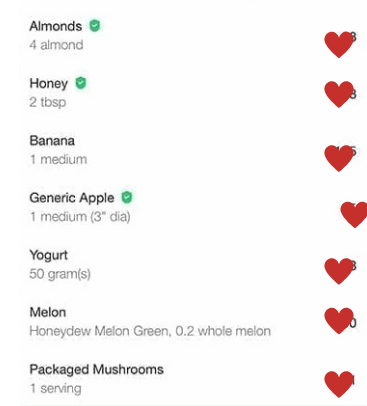 Almonds
4 almond
Honey
2 tbsp
Banana
1 medium
Generic Apple
1 medium (3" dia)
Yogurt
50 gram(s)
Melon
Honeydew Melon Green, 0.2 whole melon
Packaged Mushrooms
1 serving